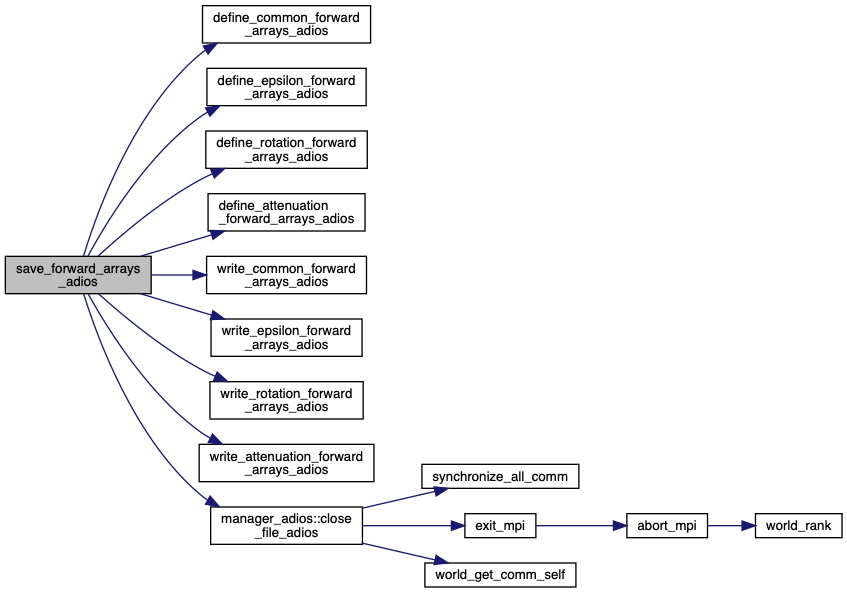 define_common_forward
_arrays_adios
define_epsilon_forward
_arrays_adios
define_rotation_forward
_arrays_adios
define_attenuation
_forward_arrays_adios
save_forward_arrays
_adios
write_common_forward
_arrays_adios
write_epsilon_forward
_arrays_adios
write_rotation_forward
_arrays_adios
write_attenuation_forward
_arrays_adios
manager_adios::close
_file_adios
synchronize_all_comm
exit_mpi
abort_mpi
world_rank
world_get_comm_self